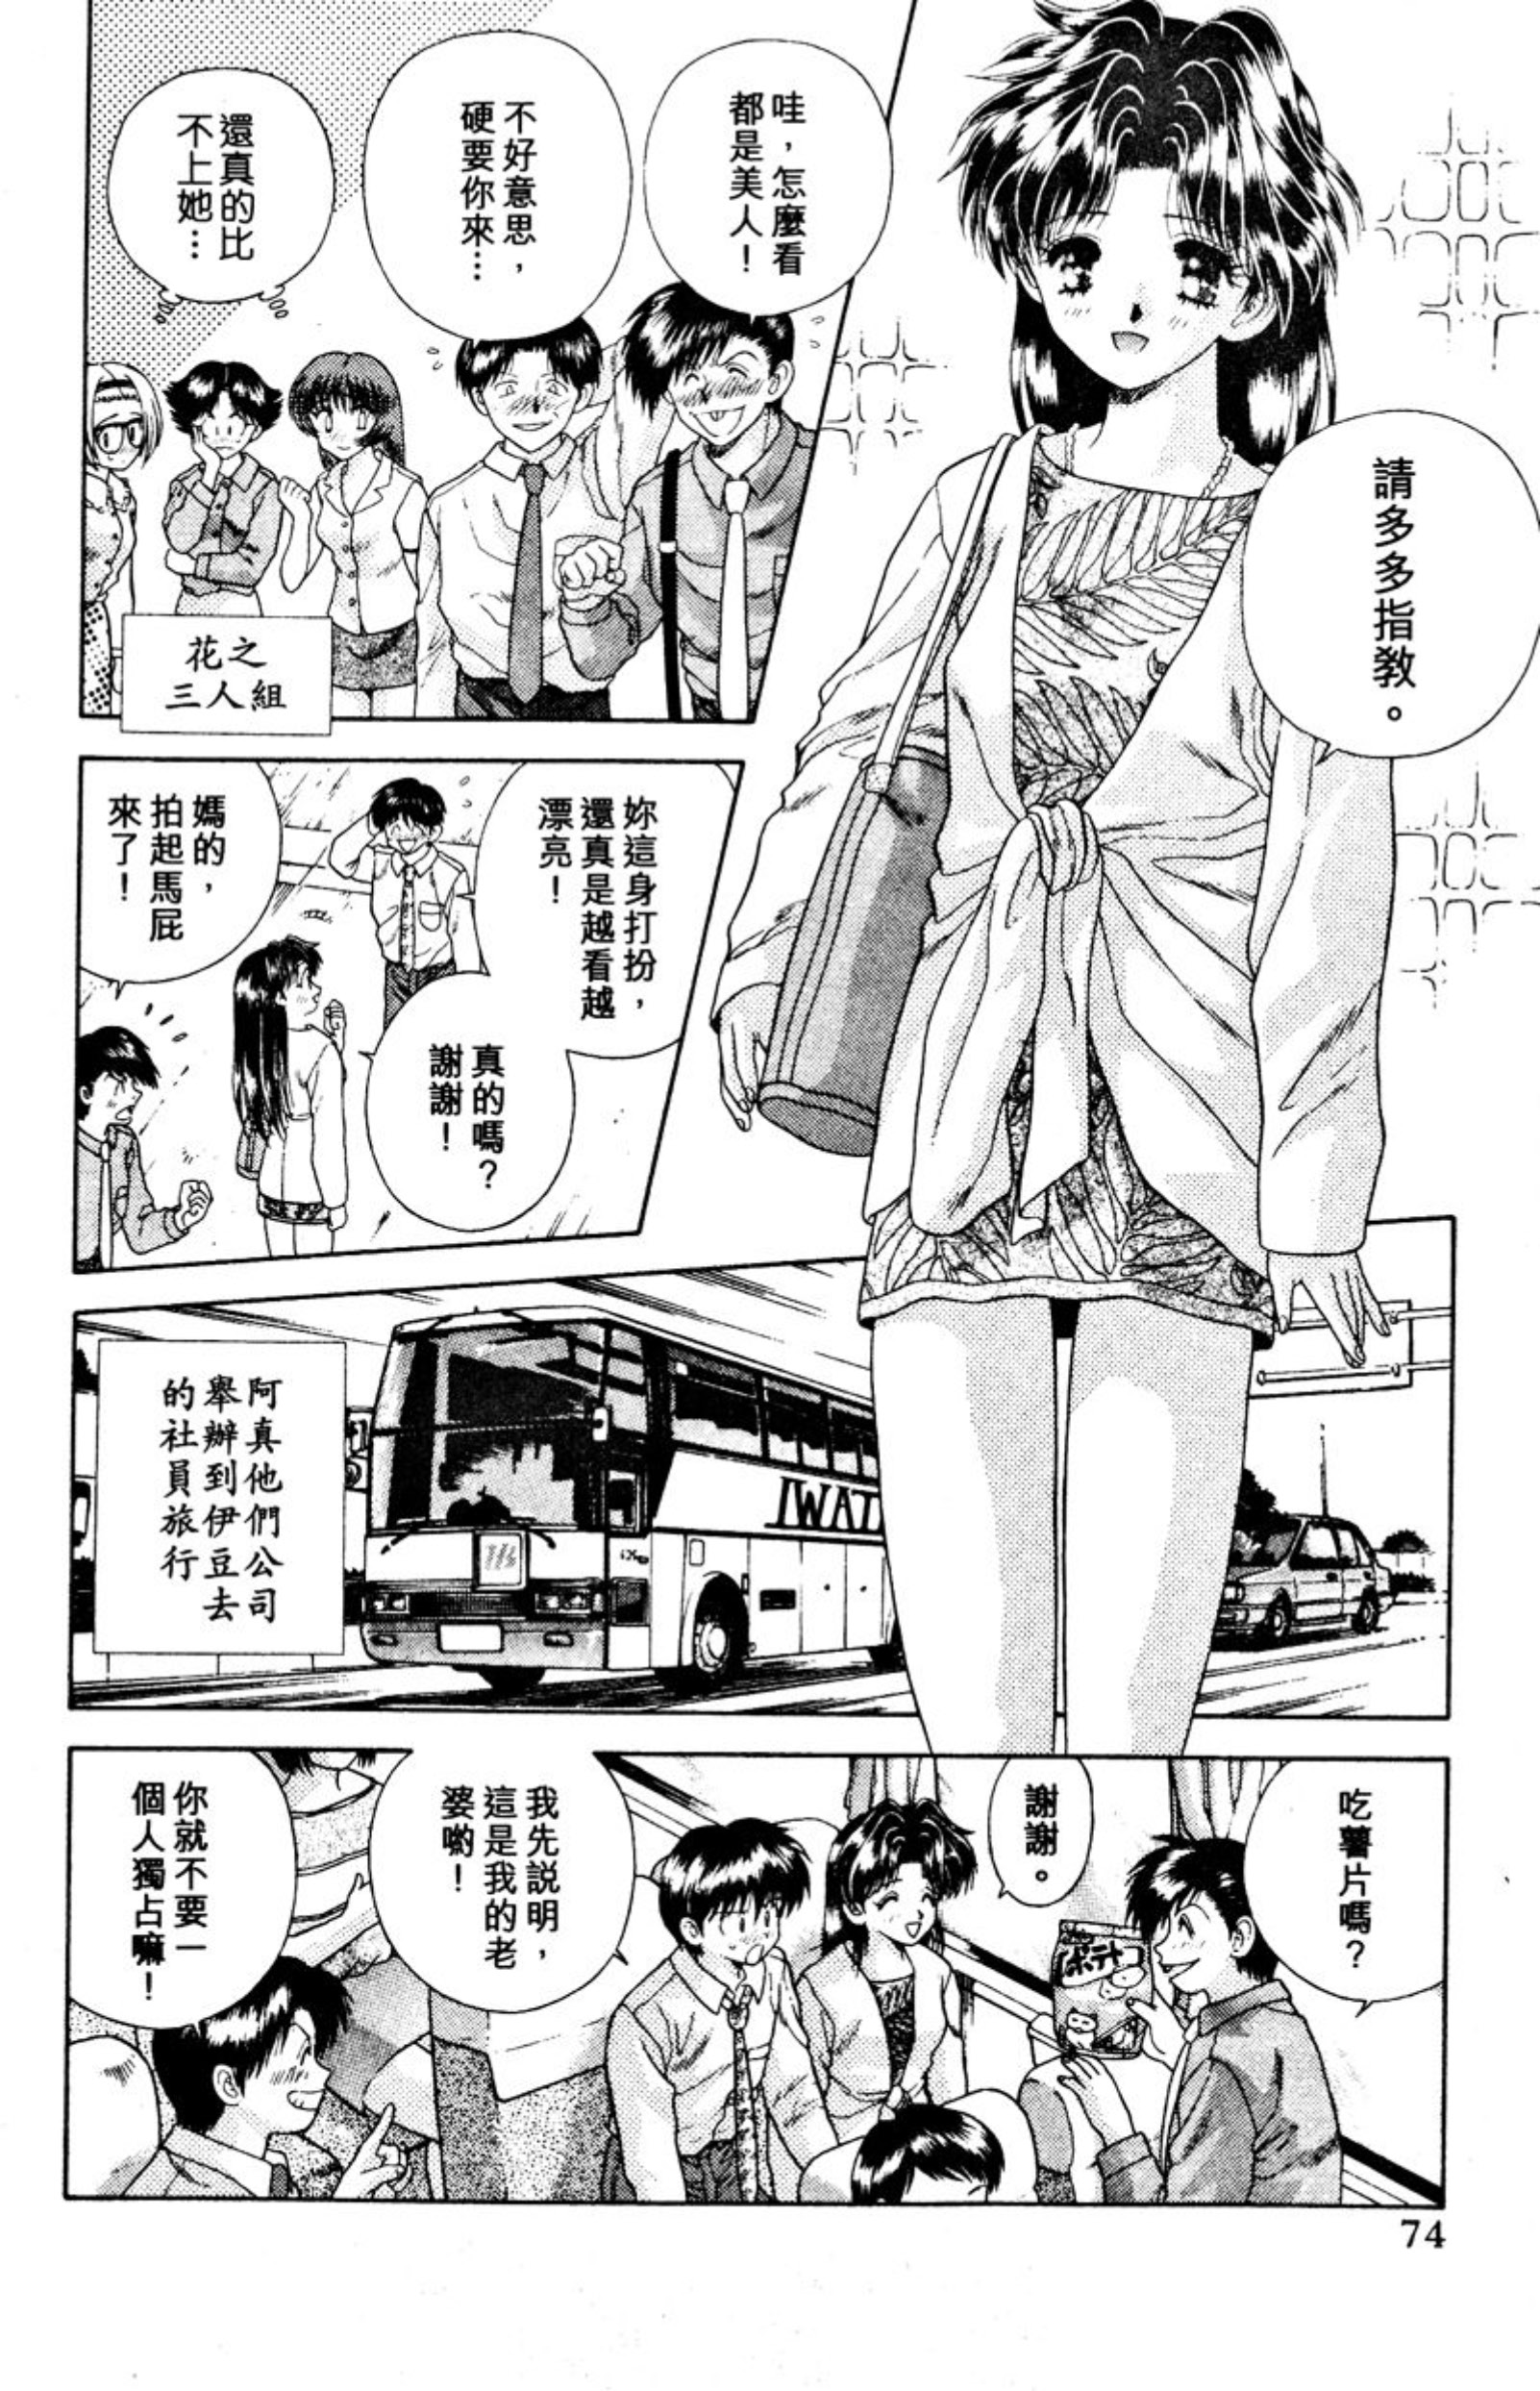 請多多指教。
哇，怎麼看
都是美人！
不好意思，
硬要你來…
還真的比
不上她…
花之
三人組
妳這身打扮，
還真是越看越
漂亮！
真的嗎？
謝謝！
媽的，
拍起馬屁
來了！
阿真他們公司
舉辦到伊豆去
的社員旅行
IWAT
吃薯片嗎？
謝謝。
ポテト
我先説明，
這是我的老
婆喲！
你就不要一
個人獨占嘛！
74